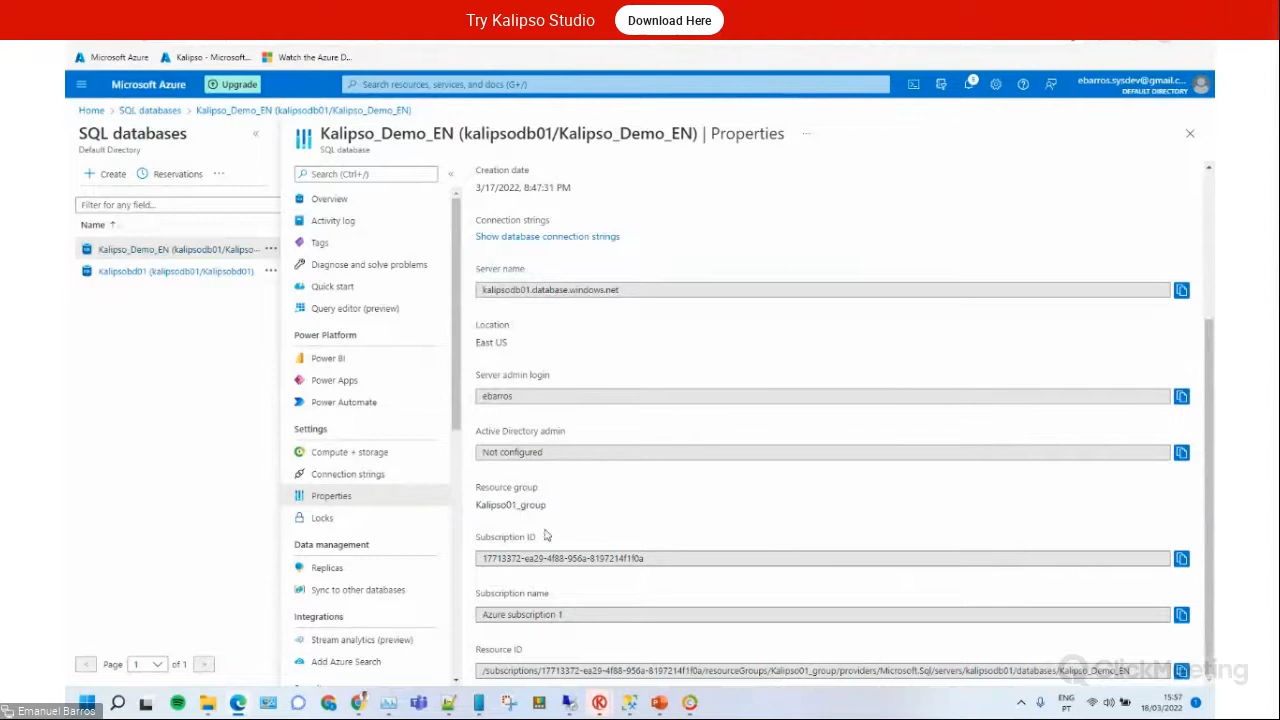 Try Kalipso Studio
Download Here
Microsoft Azure
Kalipso - Microsoft...
Watch the Azure D...
Microsoft Azure
Upgrade
Search resources, services, and docs (G+/)
ebarros.sysdev@gmail.c...
DEFAULT DIRECTORY
Home > SQL databases > Kalipso_Demo_EN (kalipsodb01/Kalipso_Demo_EN)
SQL databases
«
Default Directory
+ Create
Reservations
...
Filter for any field...
Name ↑
Kalipso_Demo_EN (kalipsodb01/Kalipso···
Kalipsobd01 (kalipsodb01/Kalipsobd01)
Page 1 of 1
Kalipso_Demo_EN (kalipsodb01/Kalipso_Demo_EN) | Properties
...
SQL database
Search (Ctrl+/)
«
Overview
Activity log
Tags
Diagnose and solve problems
Quick start
Query editor (preview)
Power Platform
Power BI
Power Apps
Power Automate
Settings
Compute + storage
Connection strings
Properties
Locks
Data management
Replicas
Sync to other databases
Integrations
Stream analytics (preview)
Add Azure Search
Creation date
3/17/2022, 8:47:31 PM
Connection strings
Show database connection strings
Server name
kalipsodb01.database.windows.net
Location
East US
Server admin login
ebarros
Active Directory admin
Not configured
Resource group
Kalipso01_group
Subscription ID
17713372-ea29-4f88-956a-8197214f1f0a
Subscription name
Azure subscription 1
Resource ID
/subscriptions/17713372-ea29-4f88-956a-8197214f1f0a/resourceGroups/Kalipso01_group/providers/Microsoft.Sql/servers/kalipsodb01/databases/Kalipso_Demo_EN
ClickMeeting
ENG
PT
15:57
18/03/2022
Emanuel Barros